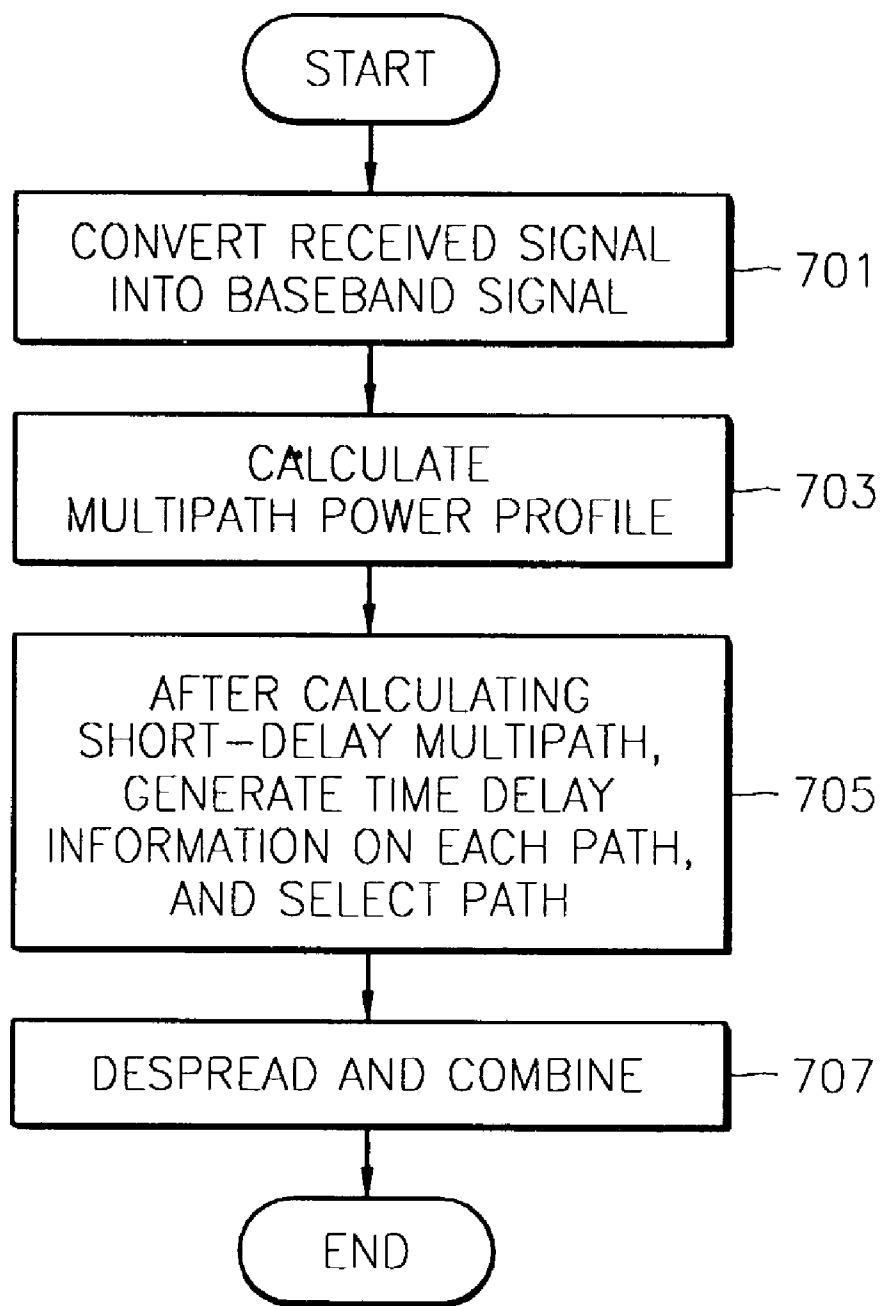 START
CONVERT RECEIVED SIGNAL
INTO BASEBAND SIGNAL
701
CALCULATE
MULTIPATH POWER PROFILE
703
AFTER CALCULATING
SHORT-DELAY MULTIPATH,
GENERATE TIME DELAY
INFORMATION ON EACH PATH,
AND SELECT PATH
705
DESPREAD AND COMBINE
707
END